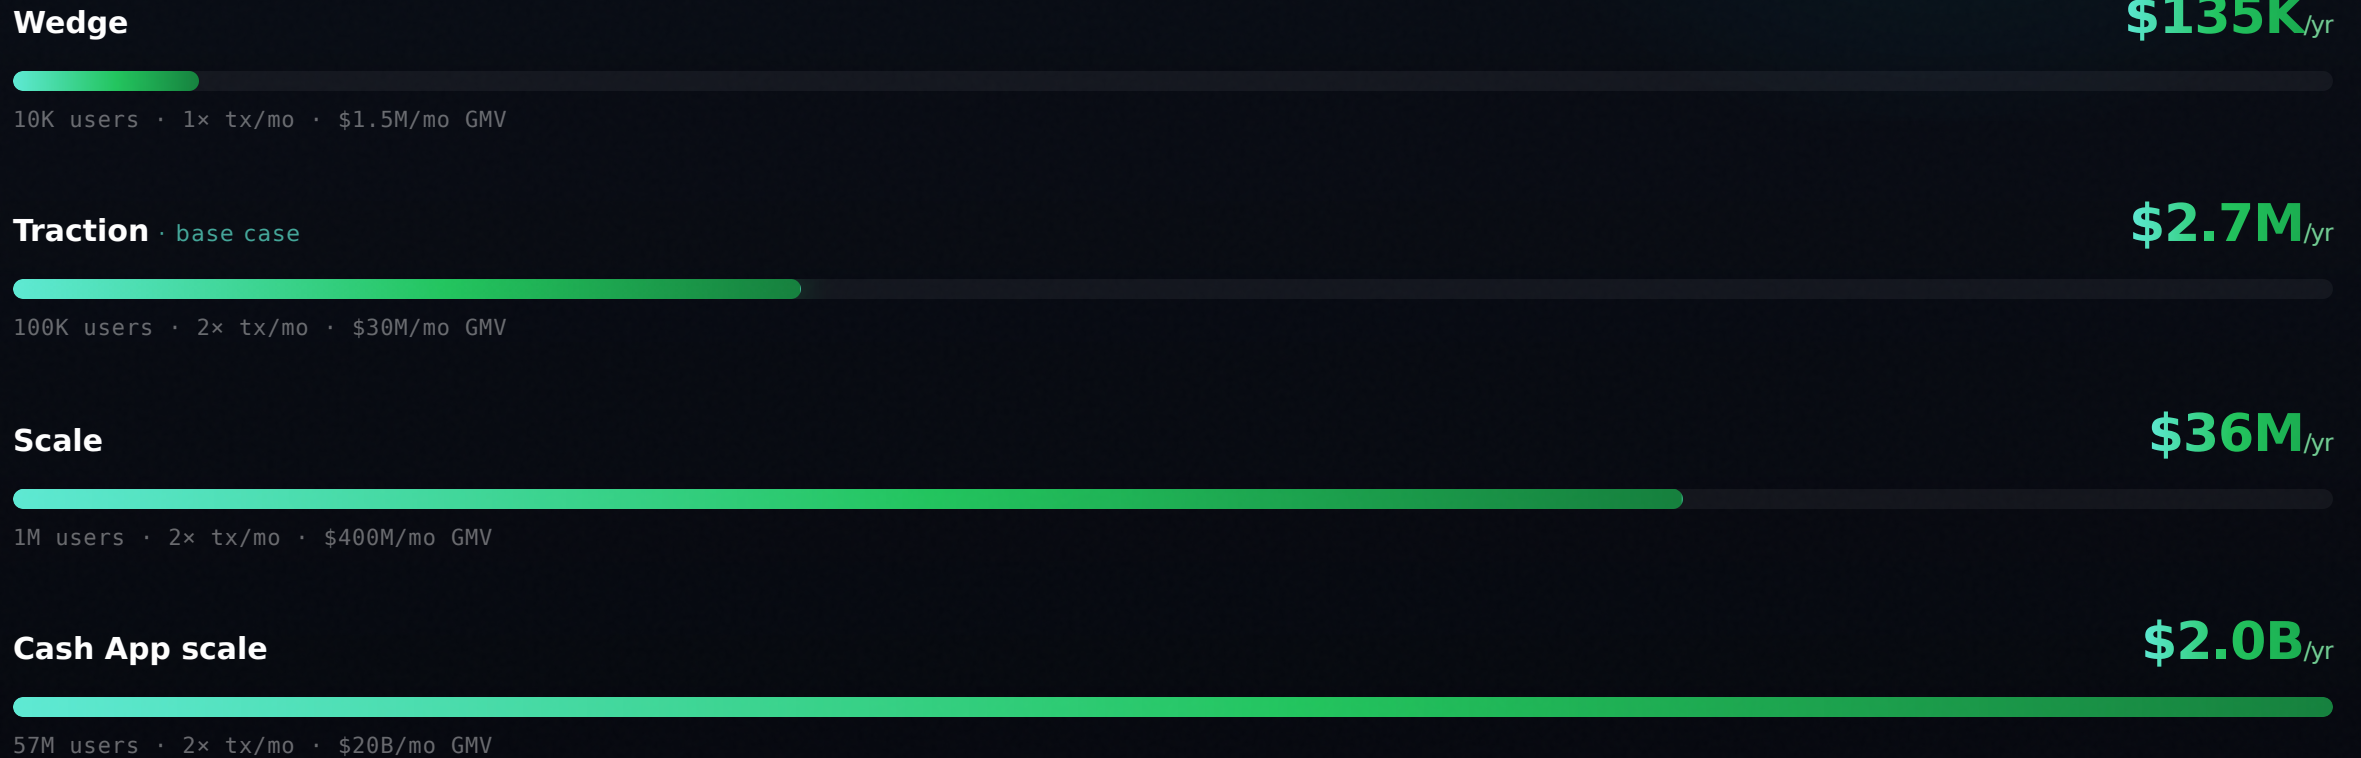 Wedge
$135K/yr
10K users · 1× tx/mo · $1.5M/mo GMV
Traction · base case
$2.7M/yr
100K users · 2× tx/mo · $30M/mo GMV
Scale
$36M/yr
1M users · 2× tx/mo · $400M/mo GMV
Cash App scale
$2.0B/yr
57M users · 2× tx/mo · $20B/mo GMV